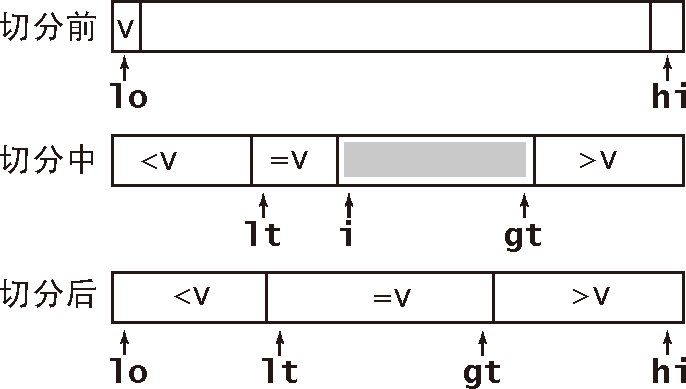 切分前 v
lo hi
切分中 <v =v >v
lt i gt
切分后 <v =v >v
lo lt gt hi